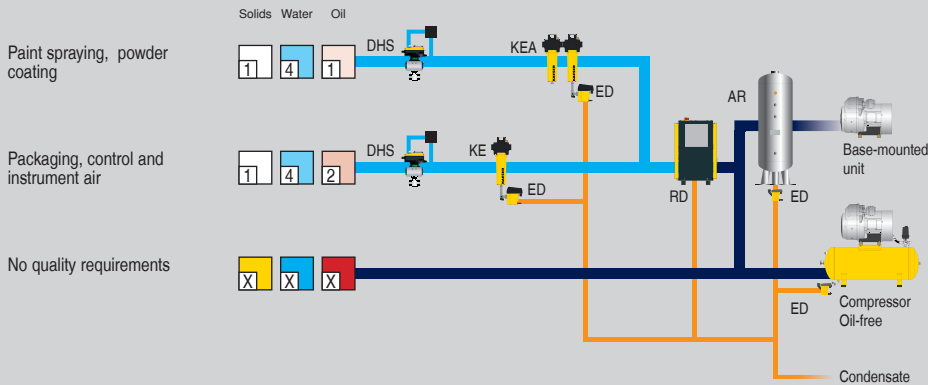 Solids Water Oil
Paint spraying, powder
coating
1 4 1
DHS
KEA
ED
AR
Base-mounted
unit
Packaging, control and
instrument air
1 4 2
DHS
KE
ED
RD
ED
No quality requirements
X X X
ED
Compressor
Oil-free
Condensate